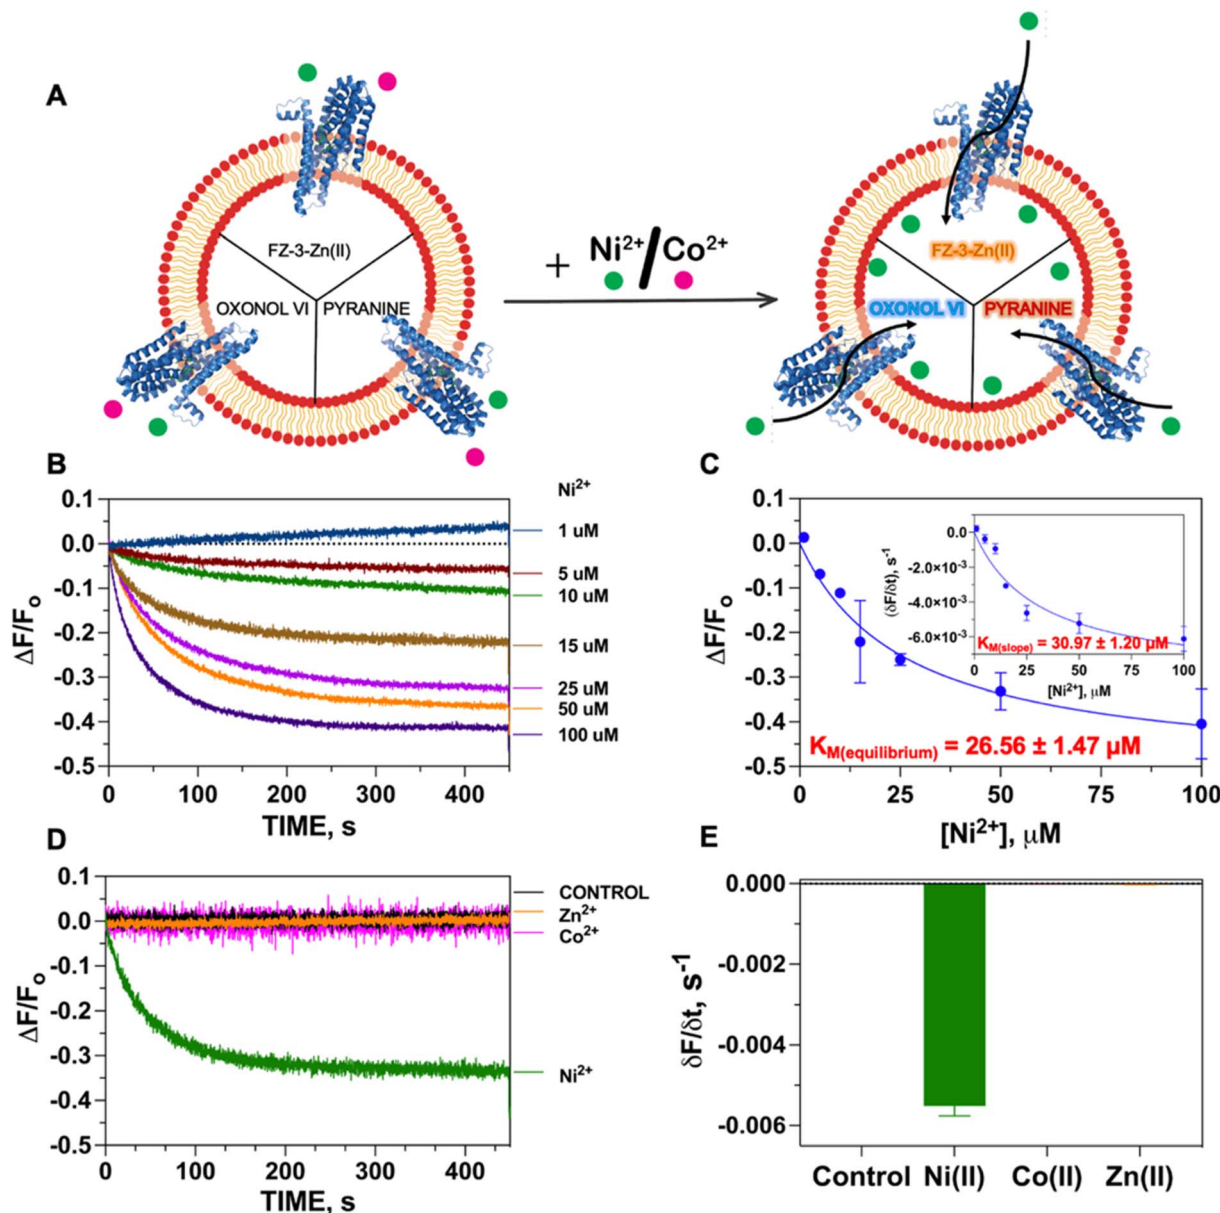 A
FZ-3-Zn(II)
OXONOL VI
PYRANINE
+ Ni²⁺/Co²⁺
FZ-3-Zn(II)
OXONOL VI
PYRANINE
B
Ni²⁺
0.1
0.0
-0.1
-0.2
-0.3
-0.4
-0.5
ΔF/Fₒ
0 100 200 300 400
TIME, s
1 uM
5 uM
10 uM
15 uM
25 uM
50 uM
100 uM
C
0.1
0.0
-0.1
-0.2
-0.3
-0.4
-0.5
ΔF/Fₒ
0 25 50 75 100
[Ni²⁺], μM
K_M(equilibrium) = 26.56 ± 1.47 μM
0.0
-2.0×10⁻³
-4.0×10⁻³
-6.0×10⁻³
(δF/δt), s⁻¹
K_M(slope) = 30.97 ± 1.20 μM
0 25 50 75 100
[Ni²⁺], μM
D
0.1
0.0
-0.1
-0.2
-0.3
-0.4
-0.5
ΔF/Fₒ
0 100 200 300 400
TIME, s
CONTROL
Zn²⁺
Co²⁺
Ni²⁺
E
0.000
-0.002
-0.004
-0.006
δF/δt, s⁻¹
Control Ni(II) Co(II) Zn(II)